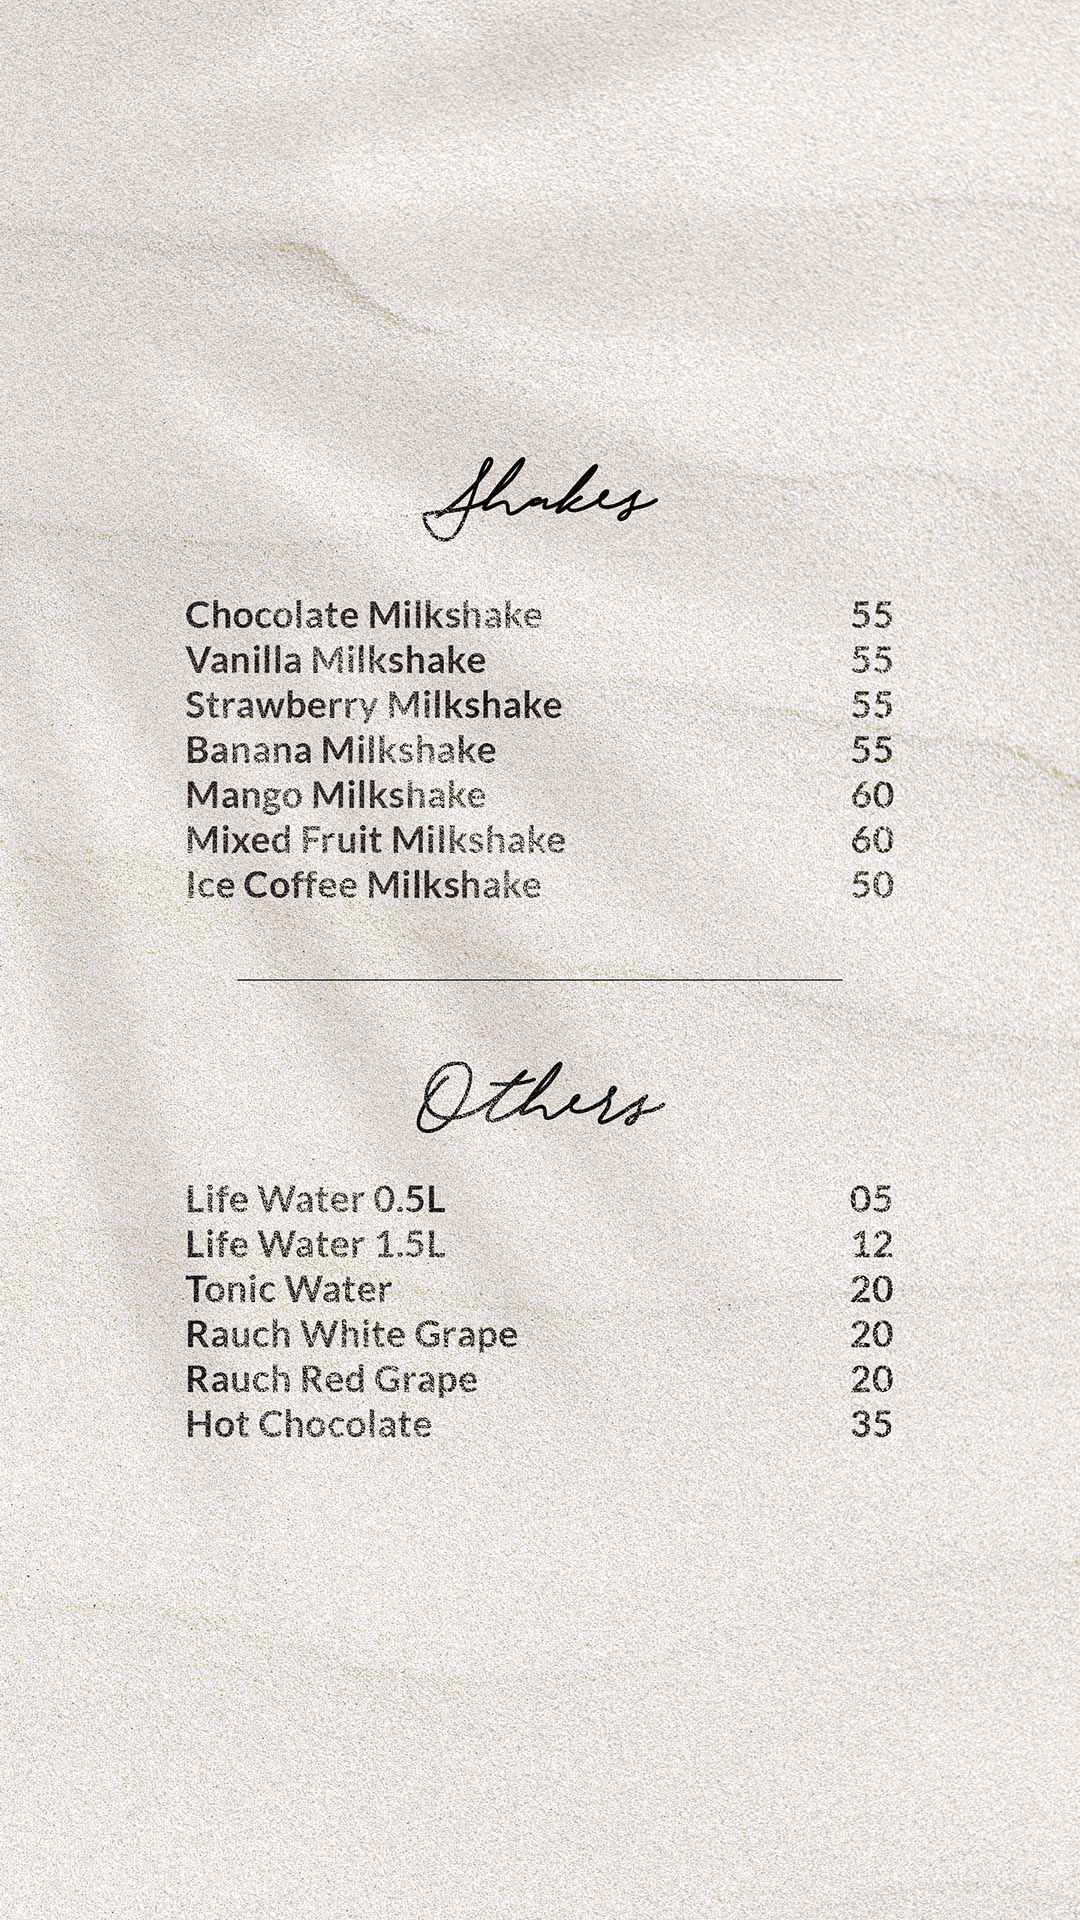 Shakes
Chocolate Milkshake 55
Vanilla Milkshake 55
Strawberry Milkshake 55
Banana Milkshake 55
Mango Milkshake 60
Mixed Fruit Milkshake 60
Ice Coffee Milkshake 50
Others
Life Water 0.5L 05
Life Water 1.5L 12
Tonic Water 20
Rauch White Grape 20
Rauch Red Grape 20
Hot Chocolate 35